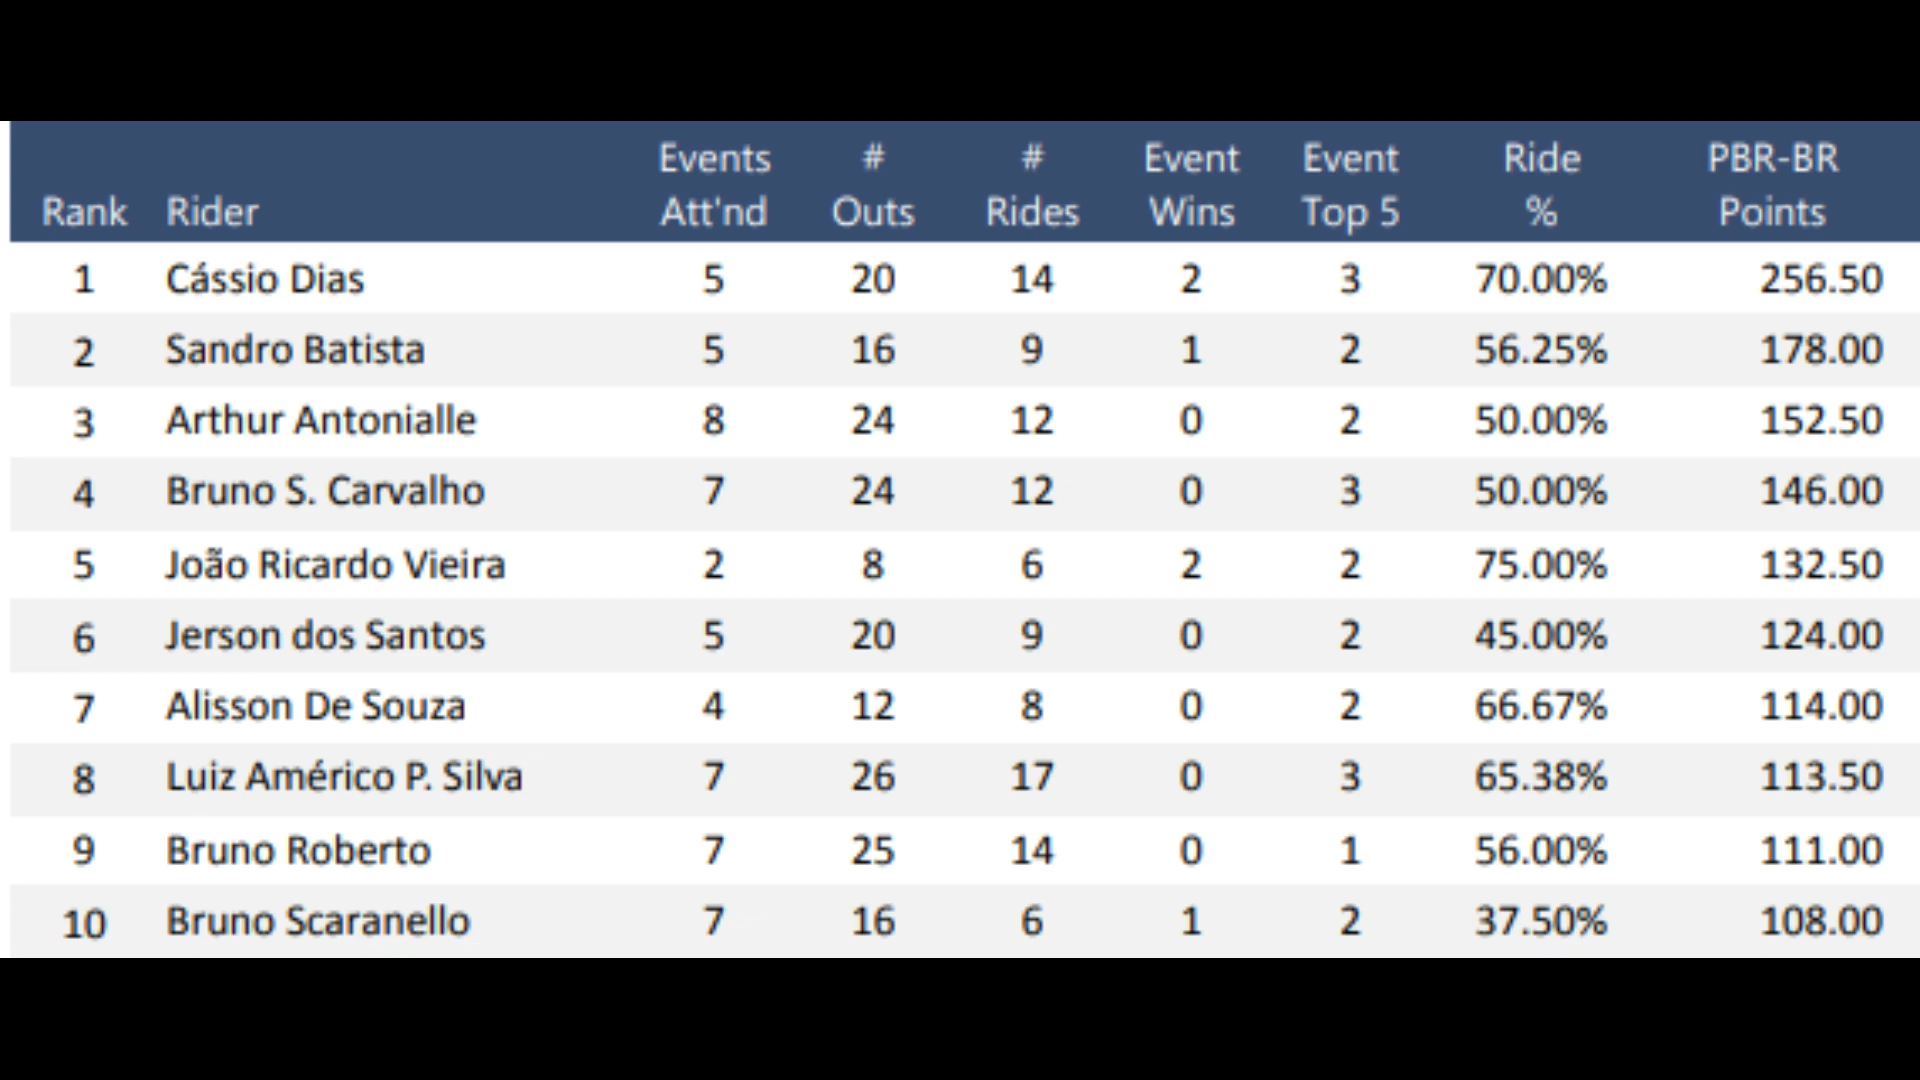 Events # # Event Event Ride PBR-BR
Rank Rider Att'nd Outs Rides Wins Top 5 % Points
1 Cássio Dias 5 20 14 2 3 70.00% 256.50
2 Sandro Batista 5 16 9 1 2 56.25% 178.00
3 Arthur Antonialle 8 24 12 0 2 50.00% 152.50
4 Bruno S. Carvalho 7 24 12 0 3 50.00% 146.00
5 João Ricardo Vieira 2 8 6 2 2 75.00% 132.50
6 Jerson dos Santos 5 20 9 0 2 45.00% 124.00
7 Alisson De Souza 4 12 8 0 2 66.67% 114.00
8 Luiz Américo P. Silva 7 26 17 0 3 65.38% 113.50
9 Bruno Roberto 7 25 14 0 1 56.00% 111.00
10 Bruno Scaranello 7 16 6 1 2 37.50% 108.00